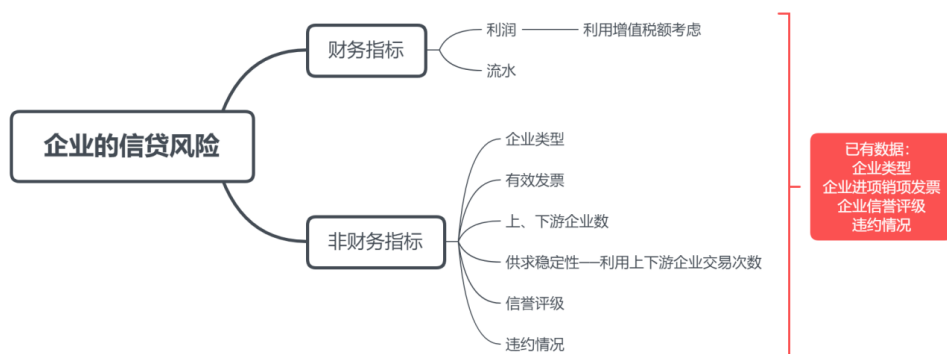 企业的信贷风险
财务指标
利润
利用增值税额考虑
流水
非财务指标
企业类型
有效发票
上、下游企业数
供求稳定性——利用上下游企业交易次数
信誉评级
违约情况
已有数据：
企业类型
企业进项销项发票
企业信誉评级
违约情况